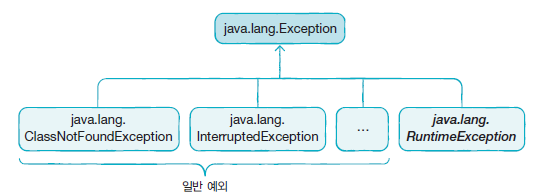 java.lang.Exception
java.lang.
ClassNotFoundException
java.lang.
InterruptedException
...
java.lang.
RuntimeException
일반 예외